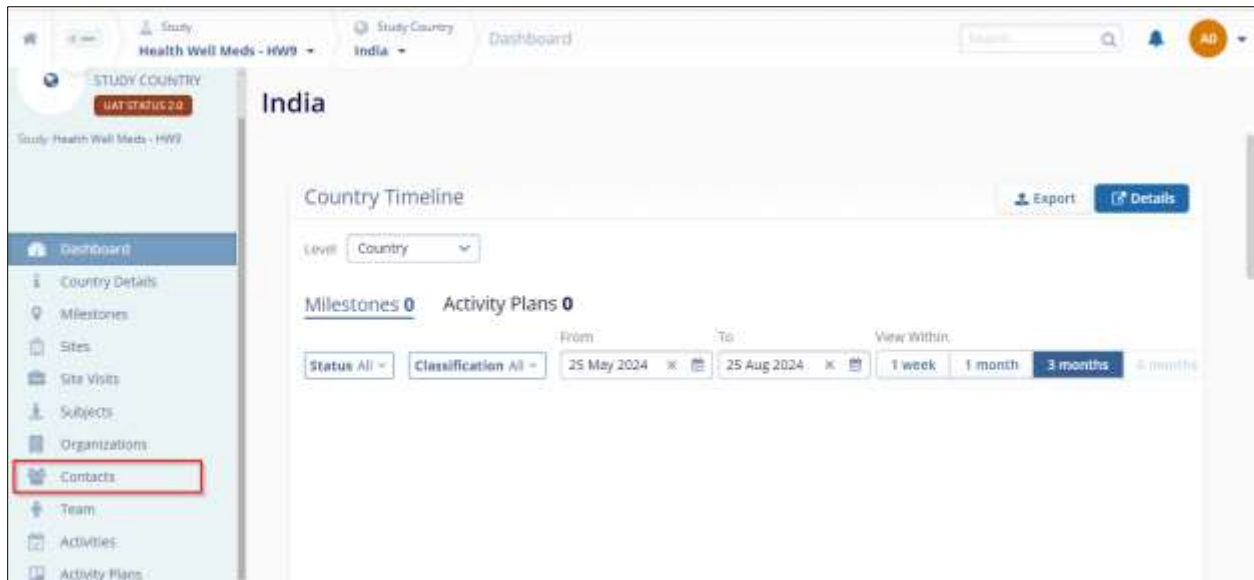 Study
Study Country
Health Well Meds - HW9
India
Dashboard
Search...
AD
STUDY COUNTRY
UAT STATUS 2.0
Study: Health Well Meds - HW9
India
Country Timeline
Export
Details
Level
Country
Milestones 0
Activity Plans 0
From
To
View Within:
Status All
Classification All
25 May 2024
25 Aug 2024
1 week
1 month
3 months
6 months
Dashboard
Country Details
Milestones
Sites
Site Visits
Subjects
Organizations
Contacts
Team
Activities
Activity Plans